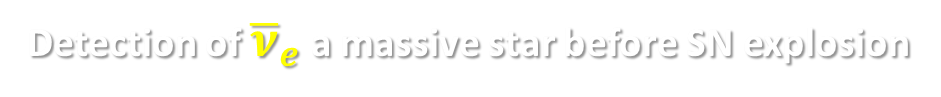 Detection of ν̅ₑ a massive star before SN explosion